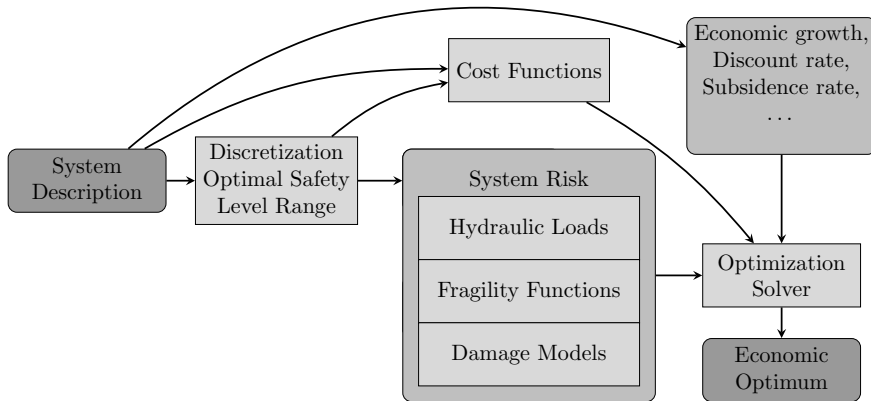 Economic growth,
Discount rate,
Subsidence rate,
. . .
Cost Functions
System
Description
Discretization
Optimal Safety
Level Range
System Risk
Hydraulic Loads
Fragility Functions
Damage Models
Optimization
Solver
Economic
Optimum